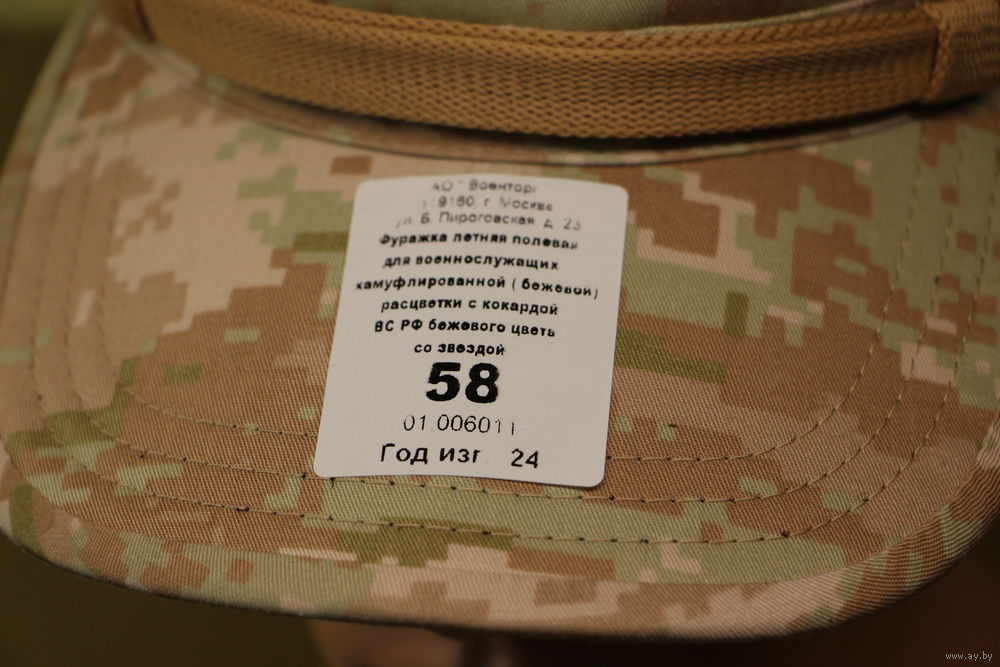 АО "Военторг
119160, г. Москва
ул. Б. Пироговская д. 23
Фуражка летняя полевая
для военнослужащих
камуфлированной ( бежевой)
расцветки с кокардой
ВС РФ бежевого цвета
со звездой
58
01.006011
Год изг. 24
www.ay.by